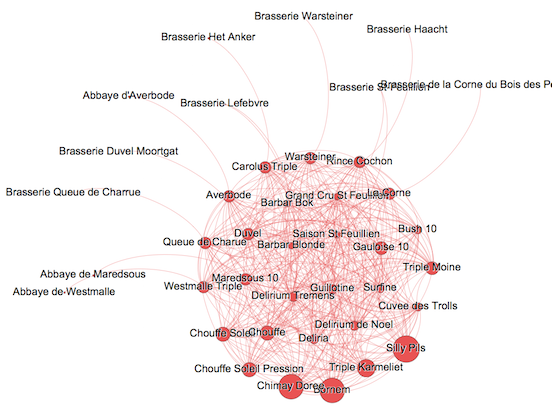 Brasserie Warsteiner
Brasserie Haacht
Brasserie Het Anker
Brasserie St Feuillien
Brasserie de la Corne du Bois des Pe
Abbaye d'Averbode
Brasserie Lefebvre
Brasserie Duvel Moortgat
Warsteiner
Kince Cochon
Carolus Triple
Brasserie Queue de Charrue
Averbode
Grand Cru St Feuillien
La Corne
Barbar Bok
Bush 10
Duvel
Saison St Feuillien
Queue de Charue
Barbar Blonde
Gauloise 10
Triple Moine
Abbaye de Maredsous
Maredsous 10
Abbaye de Westmalle
Westmalle Triple
Guillotine
Surfine
Delirium Tremens
Cuvee des Trolls
Delirium de Noel
Chouffe Soleil
Chouffe
Deliria
Silly Pils
Chouffe Soleil Pression
Triple Karmeliet
Chimay Doree
Bornem